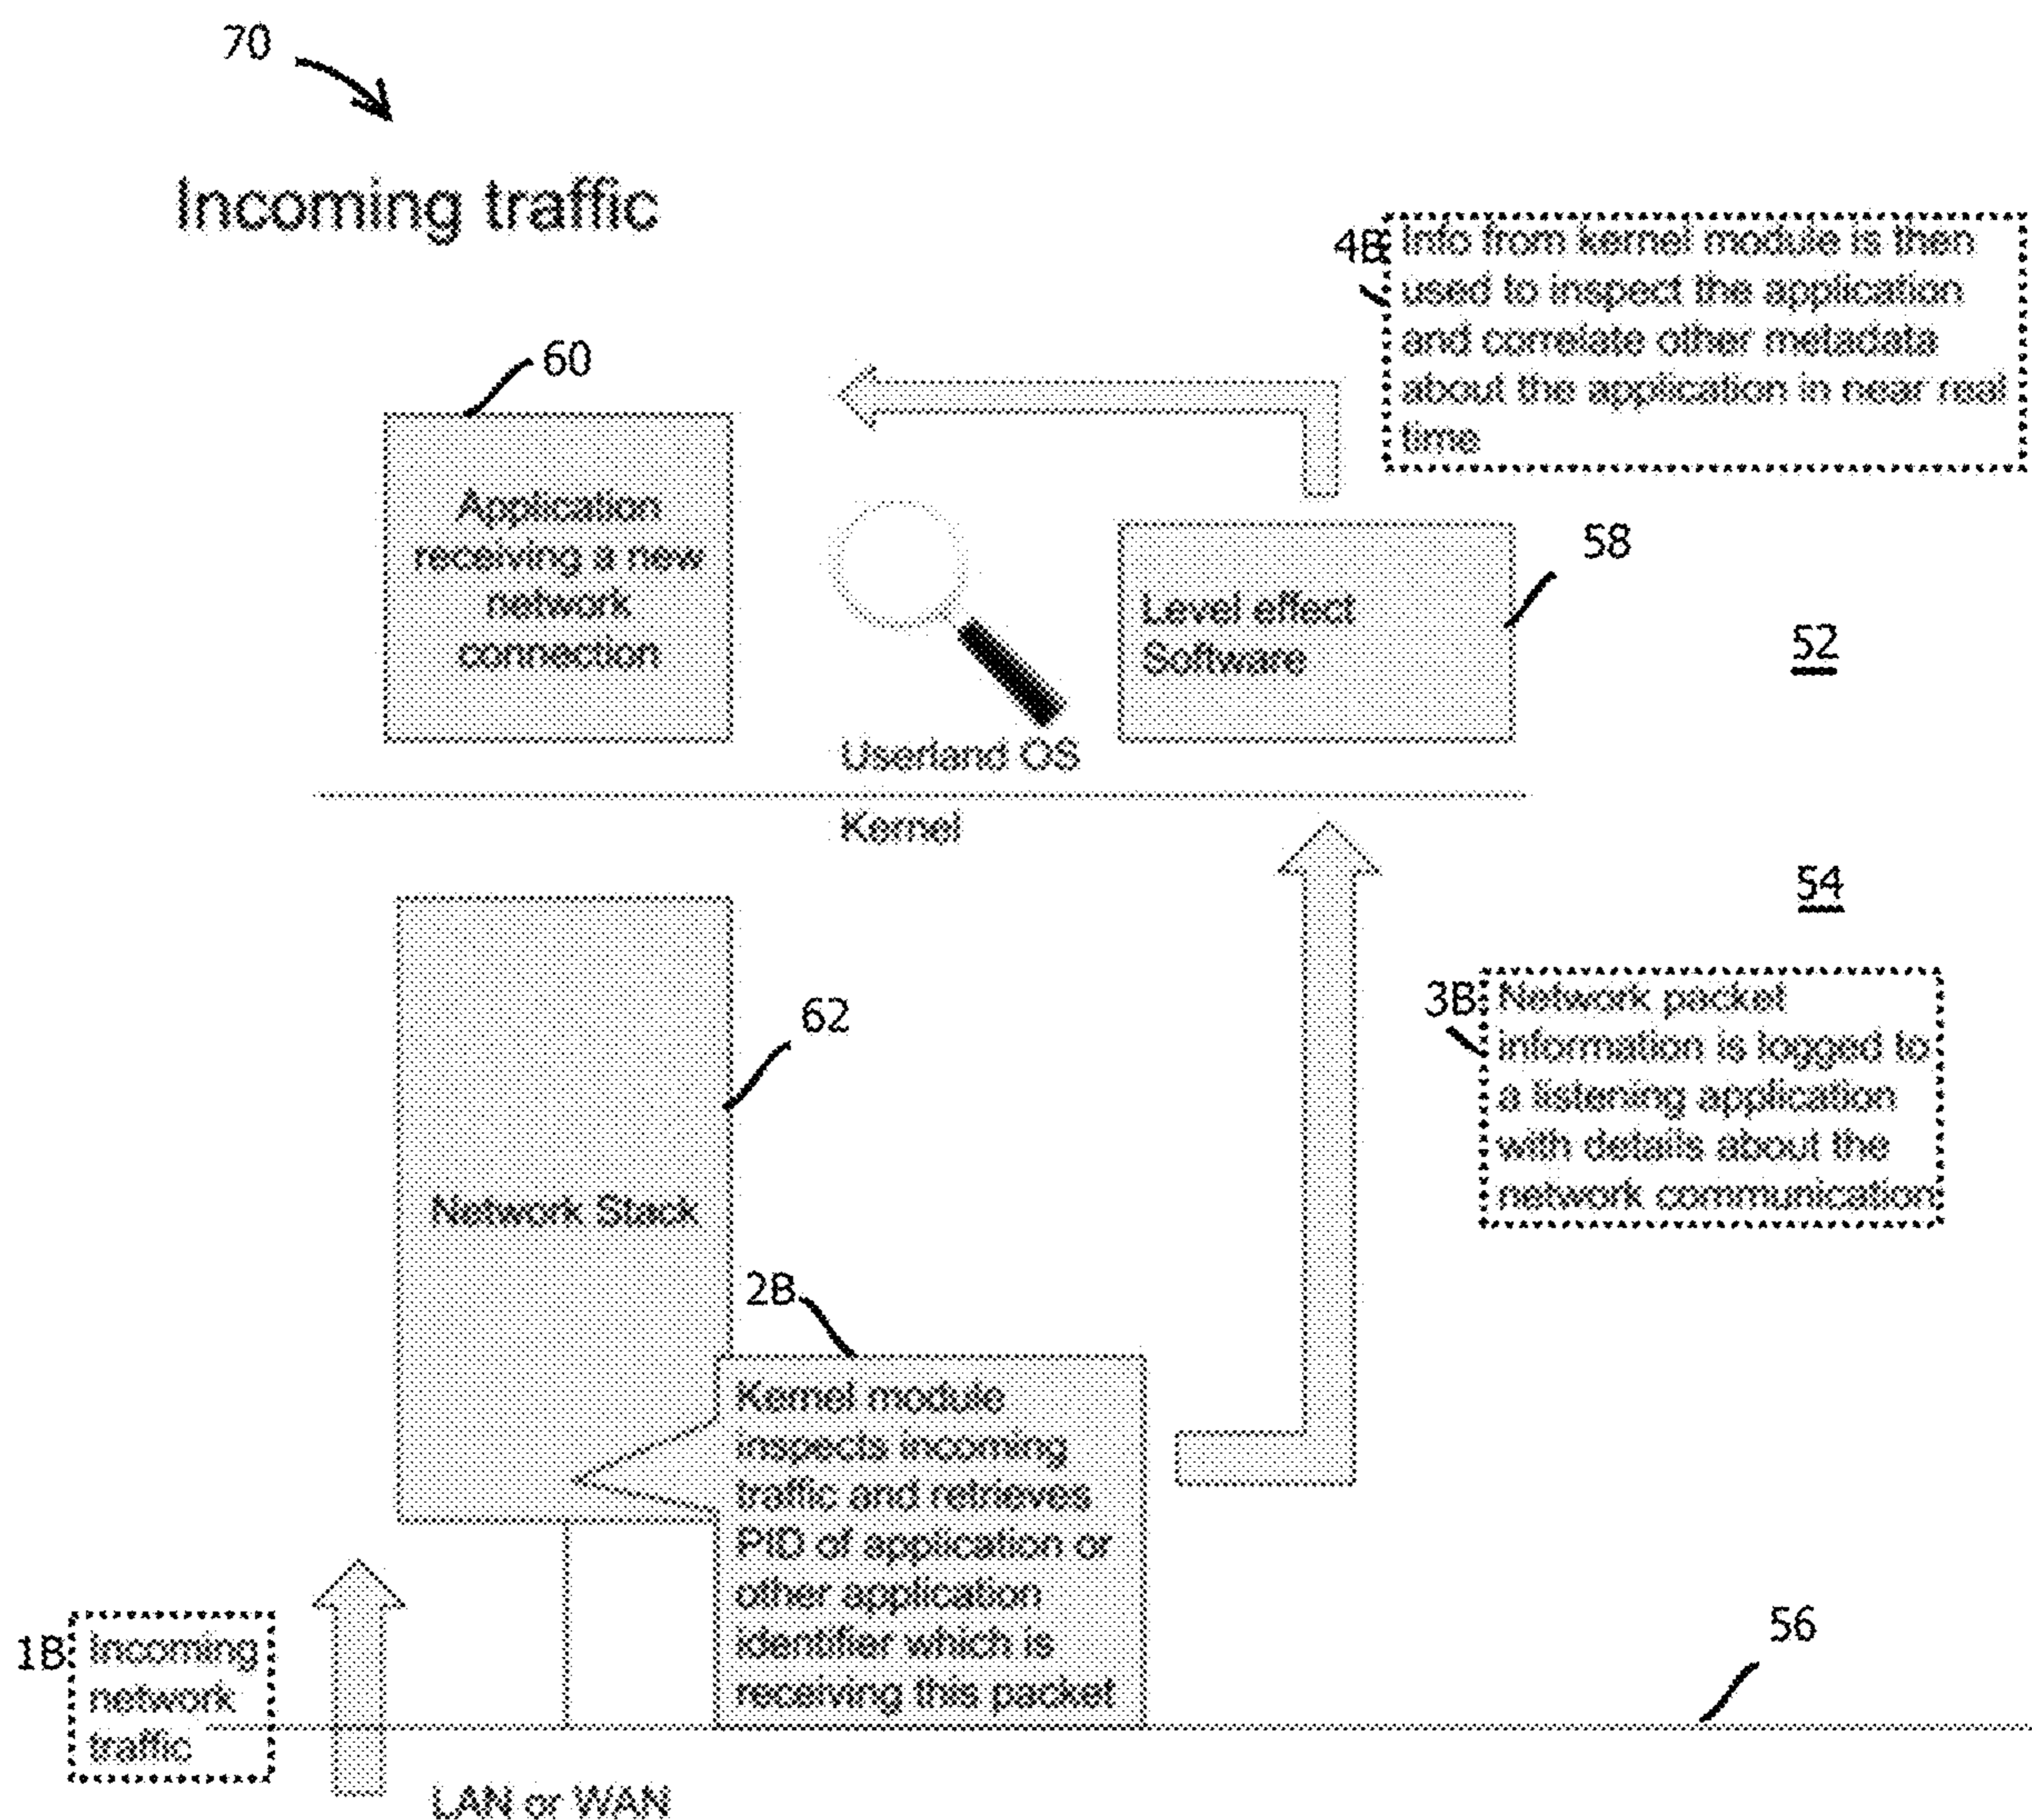 70
Incoming traffic
4B
Info from kernel module is then
used to inspect the application
and correlate other metadata
about the application in near real
time
60
Application
receiving a new
network
connection
58
Level effect
Software
52
Userland OS
Kernel
54
62
3B
Network packet
information is logged to
a listening application
with details about the
network communication
Network Stack
2B
Kernel module
inspects incoming
traffic and retrieves
PID of application or
other application
identifier which is
receiving this packet
56
1B
Incoming
network
traffic
LAN or WAN